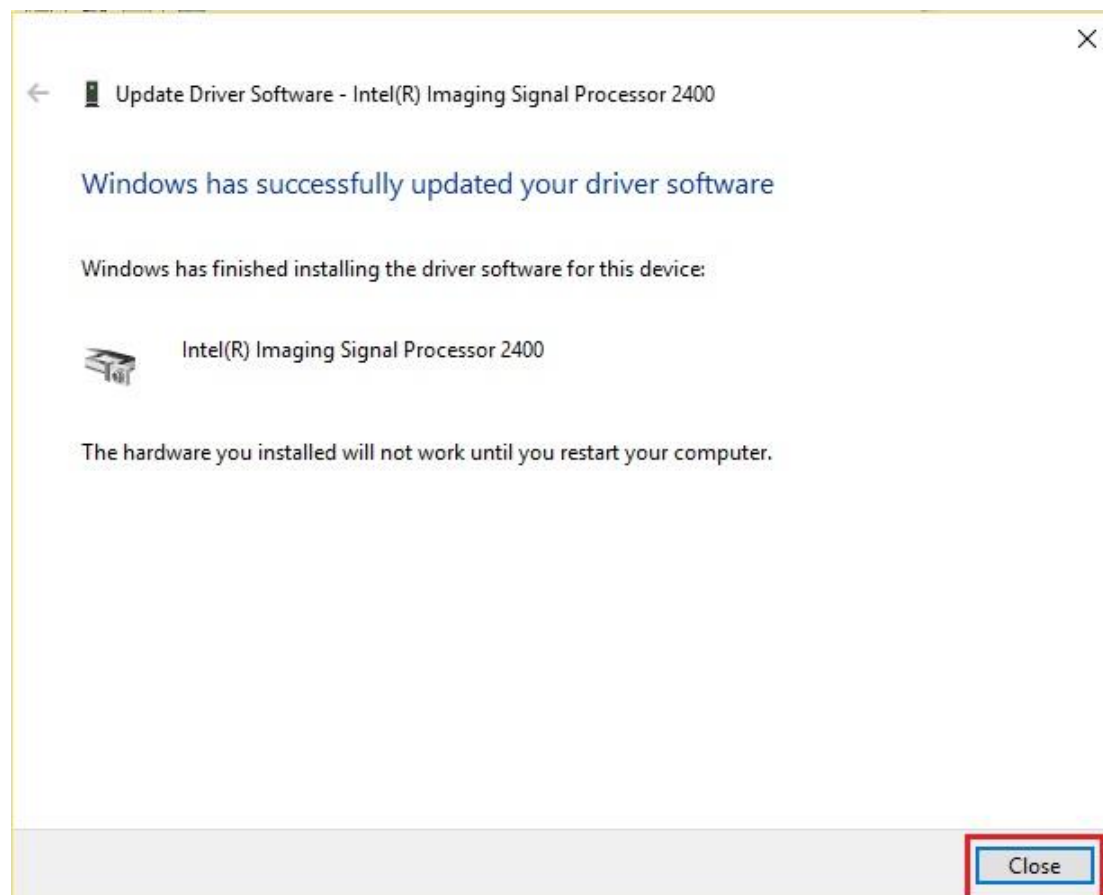 Update Driver Software - Intel(R) Imaging Signal Processor 2400
Windows has successfully updated your driver software
Windows has finished installing the driver software for this device:
Intel(R) Imaging Signal Processor 2400
The hardware you installed will not work until you restart your computer.
Close